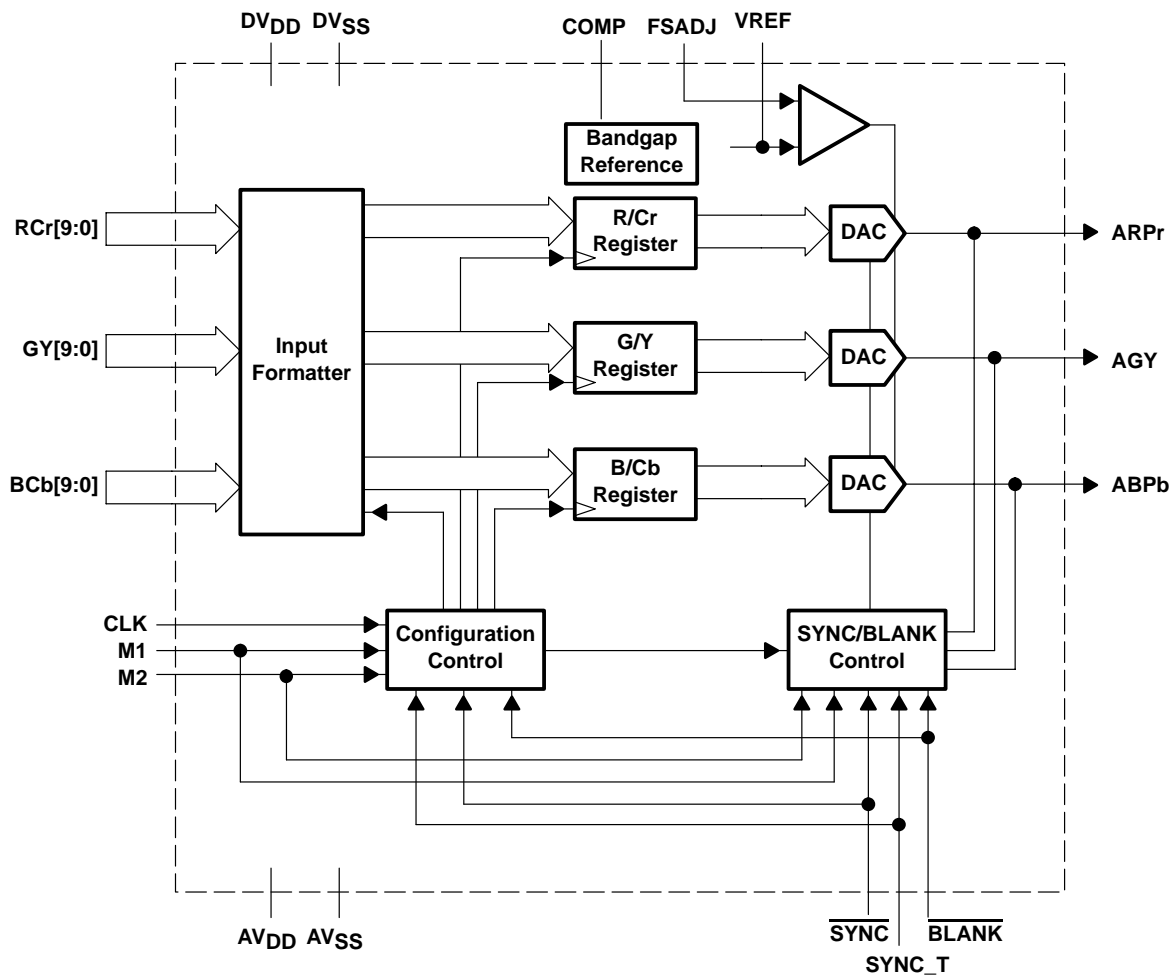 DVDD DVSS
COMP FSADJ VREF
Bandgap
Reference
RCr[9:0]
R/Cr
Register
DAC
ARPr
GY[9:0]
Input
Formatter
G/Y
Register
DAC
AGY
BCb[9:0]
B/Cb
Register
DAC
ABPb
CLK
M1
M2
Configuration
Control
SYNC/BLANK
Control
AVDD AVSS
SYNC BLANK
SYNC_T